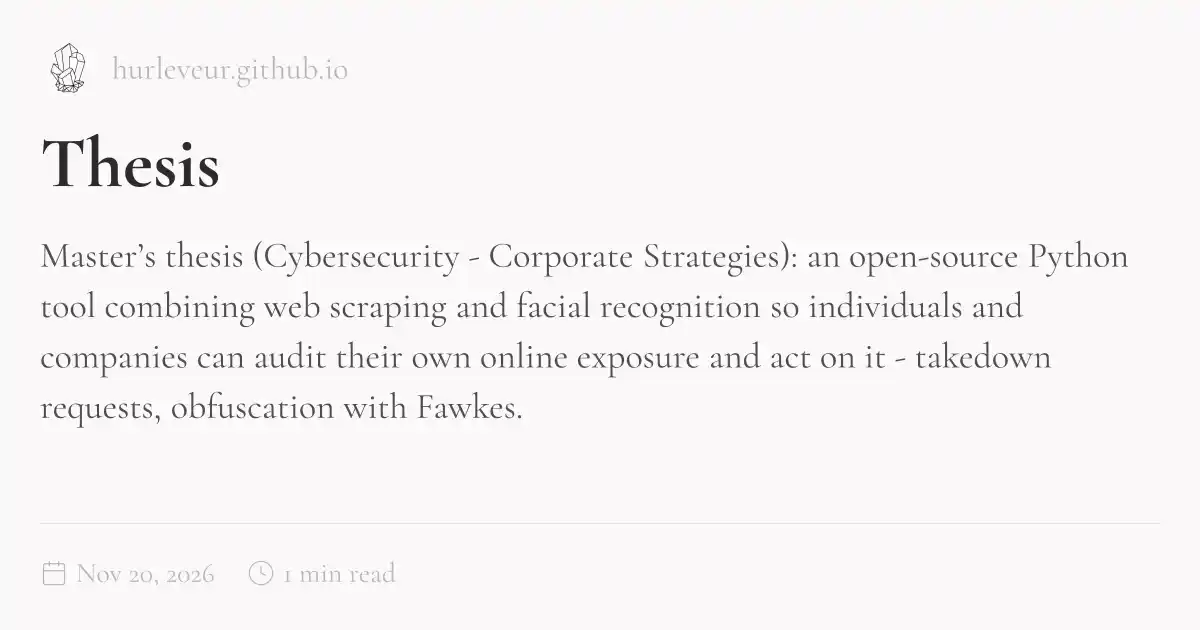 hurleveur.github.io
Thesis
Master’s thesis (Cybersecurity - Corporate Strategies): an open-source Python
tool combining web scraping and facial recognition so individuals and
companies can audit their own online exposure and act on it - takedown
requests, obfuscation with Fawkes.
Nov 20, 2026 1 min read